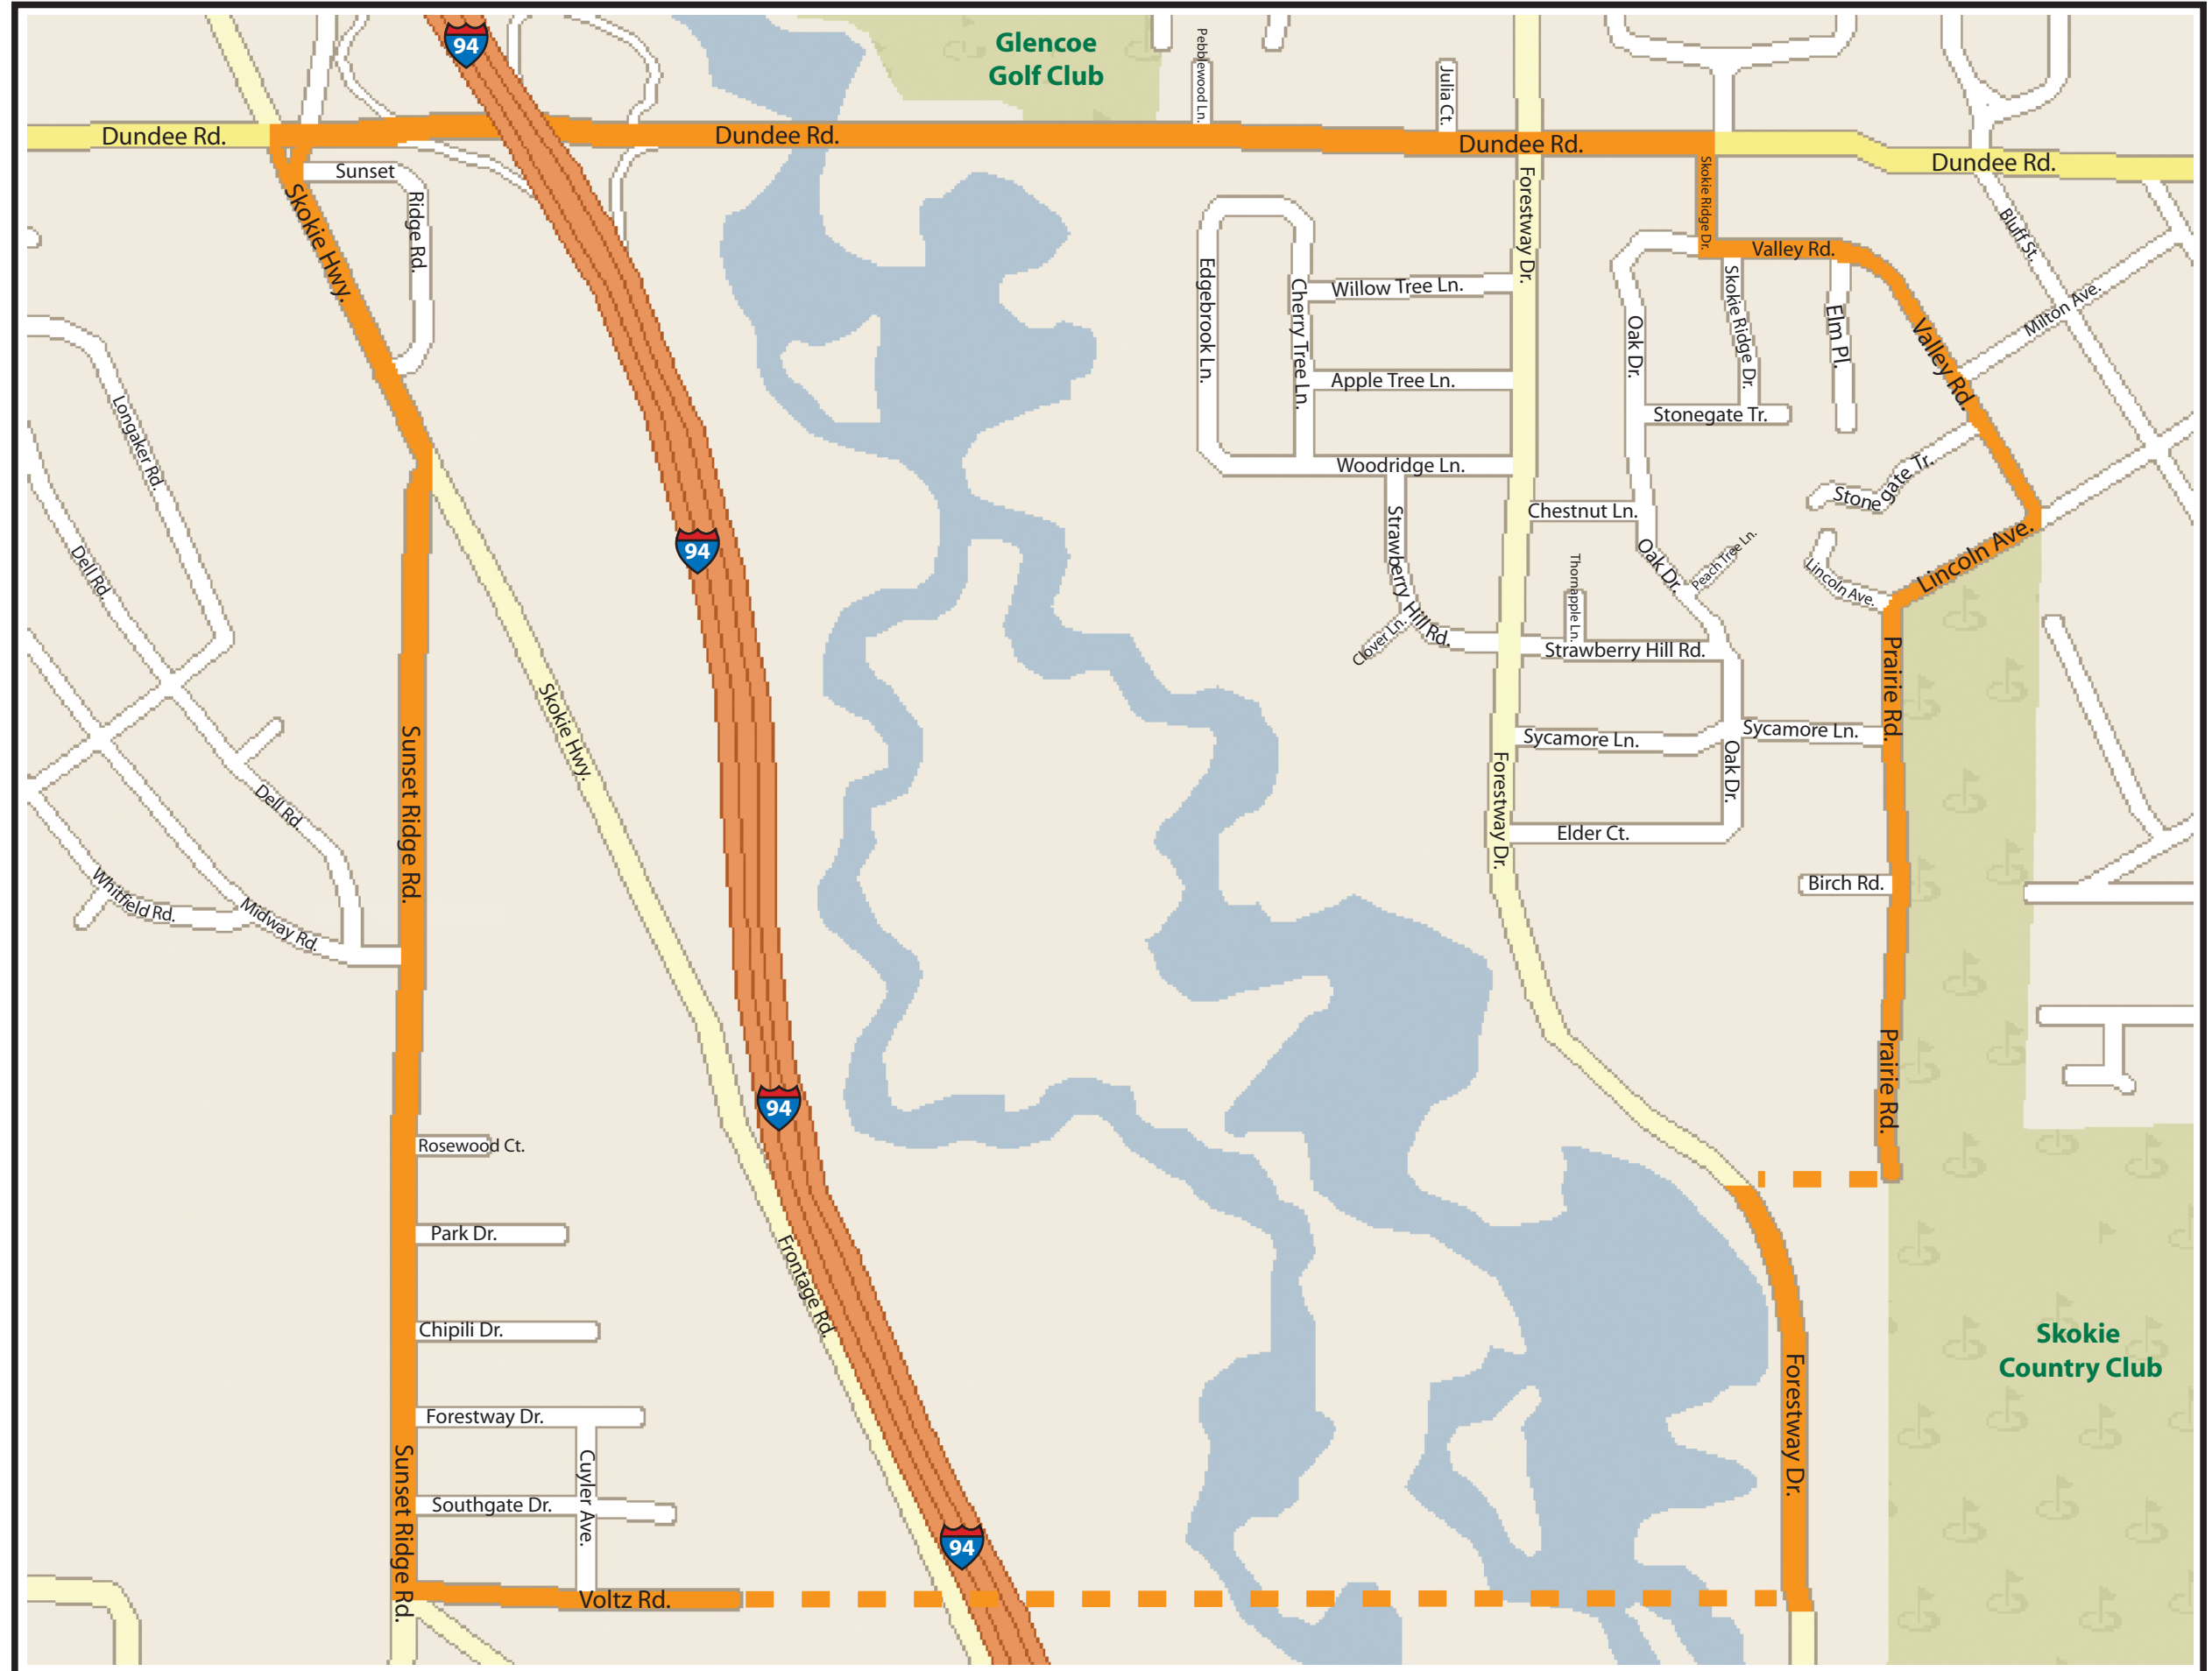 94
Glencoe
Golf Club
Pebblewood Ln.
Julia Ct.
Dundee Rd.
Dundee Rd.
Dundee Rd.
Dundee Rd.
Sunset
Ridge Rd.
Skokie Hwy.
Forestway Dr.
Skokie Ridge Dr.
Valley Rd.
Bluff St.
Milton Ave.
Edgebrook Ln.
Cherry Tree Ln.
Willow Tree Ln.
Oak Dr.
Skokie Ridge Dr.
Elm Pl.
Valley Rd.
Apple Tree Ln.
Stonegate Tr.
Longaker Rd.
Woodridge Ln.
Stonegate Tr.
Chestnut Ln.
Strawberry Hill Rd.
94
Dell Rd.
Oak Dr.
Peach Tree Ln.
Lincoln Ave.
Lincoln Ave.
Thornapple Ln.
Clover Ln.
Strawberry Hill Rd.
Prairie Rd.
Skokie Hwy.
Sunset Ridge Rd.
Sycamore Ln.
Sycamore Ln.
Oak Dr.
Forestway Dr.
Dell Rd.
Elder Ct.
Birch Rd.
Whitfield Rd.
Midway Rd.
94
Prairie Rd.
Rosewood Ct.
Park Dr.
Frontage Rd.
Chipili Dr.
Skokie
Country Club
Forestway Dr.
Forestway Dr.
Cuyler Ave.
Southgate Dr.
Sunset Ridge Rd.
94
Voltz Rd.